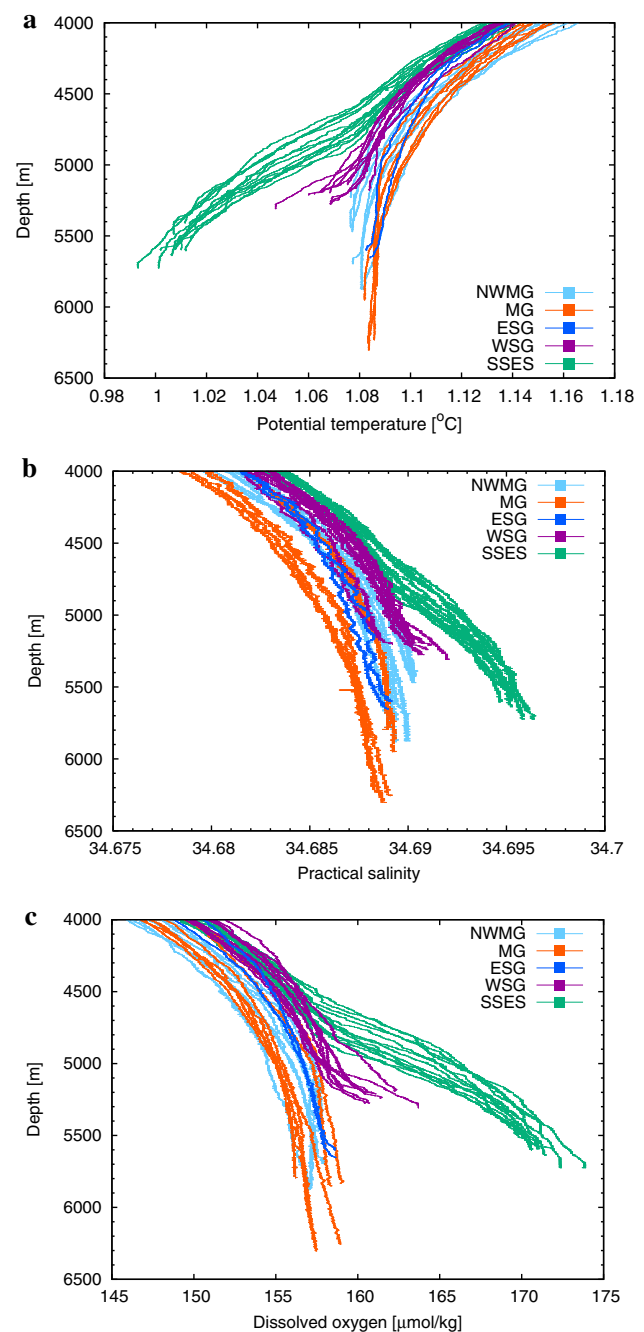 a
4000
4500
5000
5500
6000
6500
Depth [m]
NWMG
MG
ESG
WSG
SSES
0.98 1 1.02 1.04 1.06 1.08 1.1 1.12 1.14 1.16 1.18
Potential temperature [oC]
b
4000
4500
5000
5500
6000
6500
Depth [m]
NWMG
MG
ESG
WSG
SSES
34.675 34.68 34.685 34.69 34.695 34.7
Practical salinity
c
4000
4500
5000
5500
6000
6500
Depth [m]
NWMG
MG
ESG
WSG
SSES
145 150 155 160 165 170 175
Dissolved oxygen [μmol/kg]